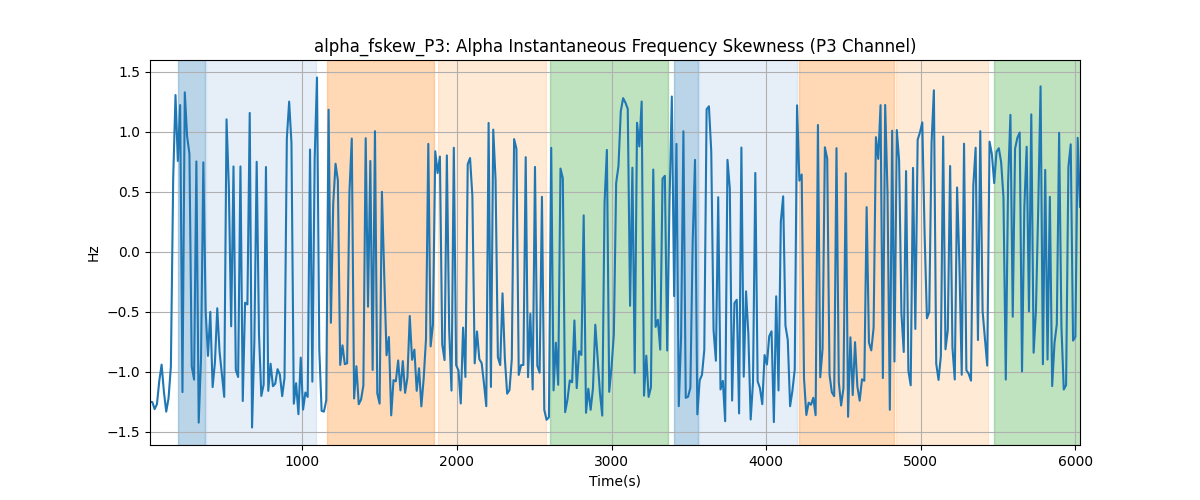 alpha_fskew_P3: Alpha Instantaneous Frequency Skewness (P3 Channel)
1.5
1.0
0.5
0.0
−0.5
−1.0
−1.5
Hz
1000 2000 3000 4000 5000 6000
Time(s)